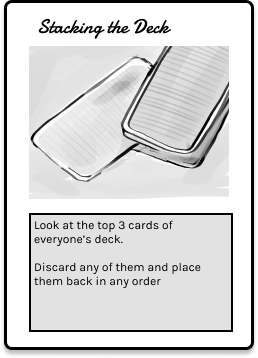 Stacking the Deck
Look at the top 3 cards of
everyone's deck.
Discard any of them and place
them back in any order